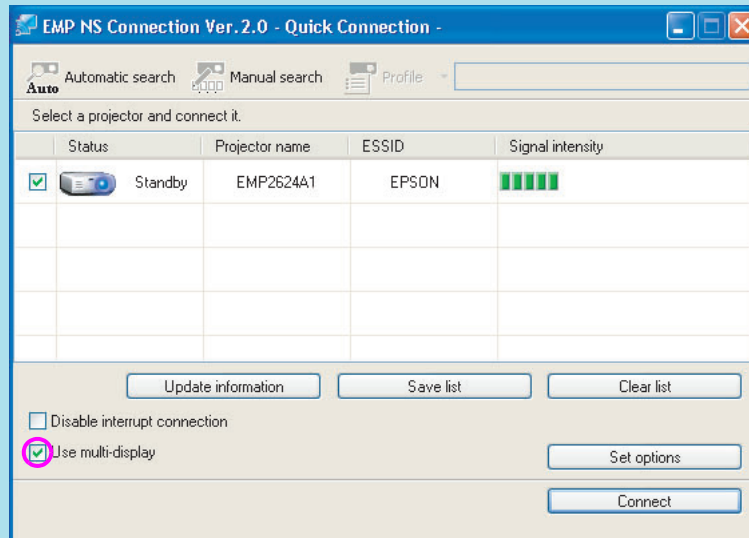 EMP NS Connection Ver.2.0 - Quick Connection -
Auto Automatic search Manual search Profile
Select a projector and connect it.
Status Projector name ESSID Signal intensity
Standby EMP2624A1 EPSON
Update information Save list Clear list
Disable interrupt connection
Use multi-display Set options
Connect